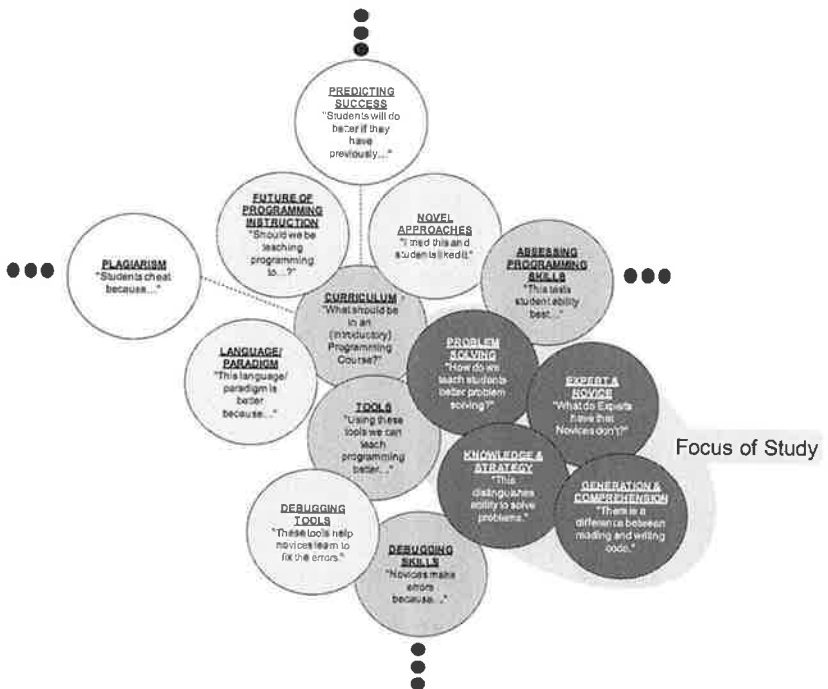 PREDICTING
SUCCESS
"Students will do
better if they
have
previously..."
FUTURE OF
PROGRAMMING
INSTRUCTION
"Should we be
teaching
programming
to...?"
NOVEL
APPROACHES
"I tried this and
students liked it."
PLAGIARISM
"Students cheat
because..."
ASSESSING
PROGRAMMING
SKILLS
"This tests
student ability
best..."
CURRICULUM
"What should be
in an
(Introductory)
Programming
Course?"
LANGUAGE/
PARADIGM
"This language/
paradigm is
better
because..."
PROBLEM
SOLVING
"How do we
teach students
better problem
solving?"
EXPERT &
NOVICE
"What do Experts
have that
Novices don't?"
TOOLS
"Using these
tools we can
teach
programming
better..."
Focus of Study
KNOWLEDGE &
STRATEGY
"This
distinguishes
ability to solve
problems."
GENERATION &
COMPREHENSION
"There is a
difference between
reading and writing
code."
DEBUGGING
TOOLS
"These tools help
novices learn to
fix the errors."
DEBUGGING
SKILLS
"Novices make
errors
because..."